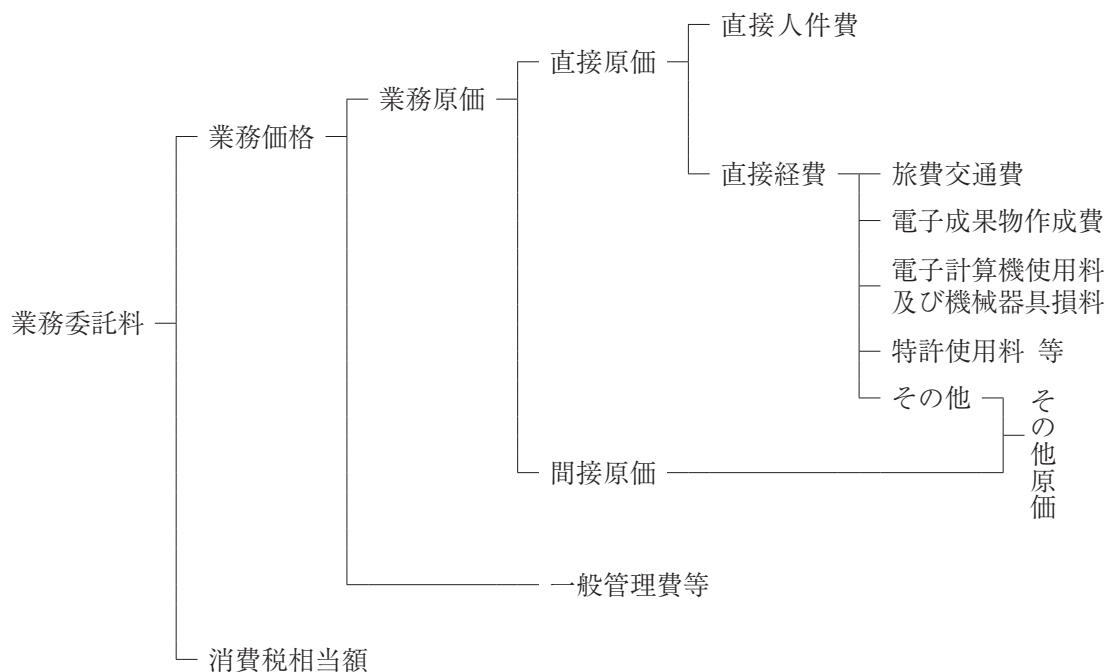 直接人件費
直接原価
業務原価
業務価格
直接経費
旅費交通費
電子成果物作成費
電子計算機使用料
及び機械器具損料
業務委託料
特許使用料 等
その他
その他原価
間接原価
一般管理費等
消費税相当額